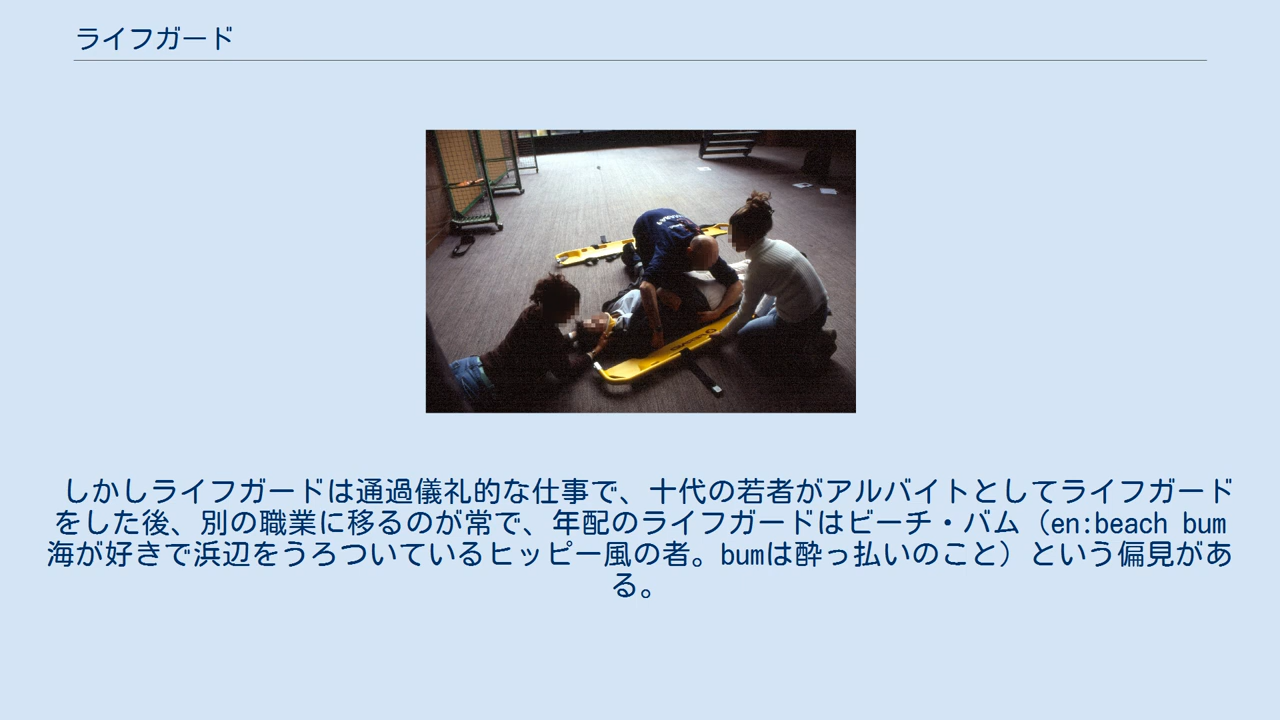 ライフガード
しかしライフガードは通過儀礼的な仕事で、十代の若者がアルバイトとしてライフガード
をした後、別の職業に移るのが常で、年配のライフガードはビーチ・バム（en:beach bum
海が好きで浜辺をうろついているヒッピー風の者。bumは酔っ払いのこと）という偏見があ
る。